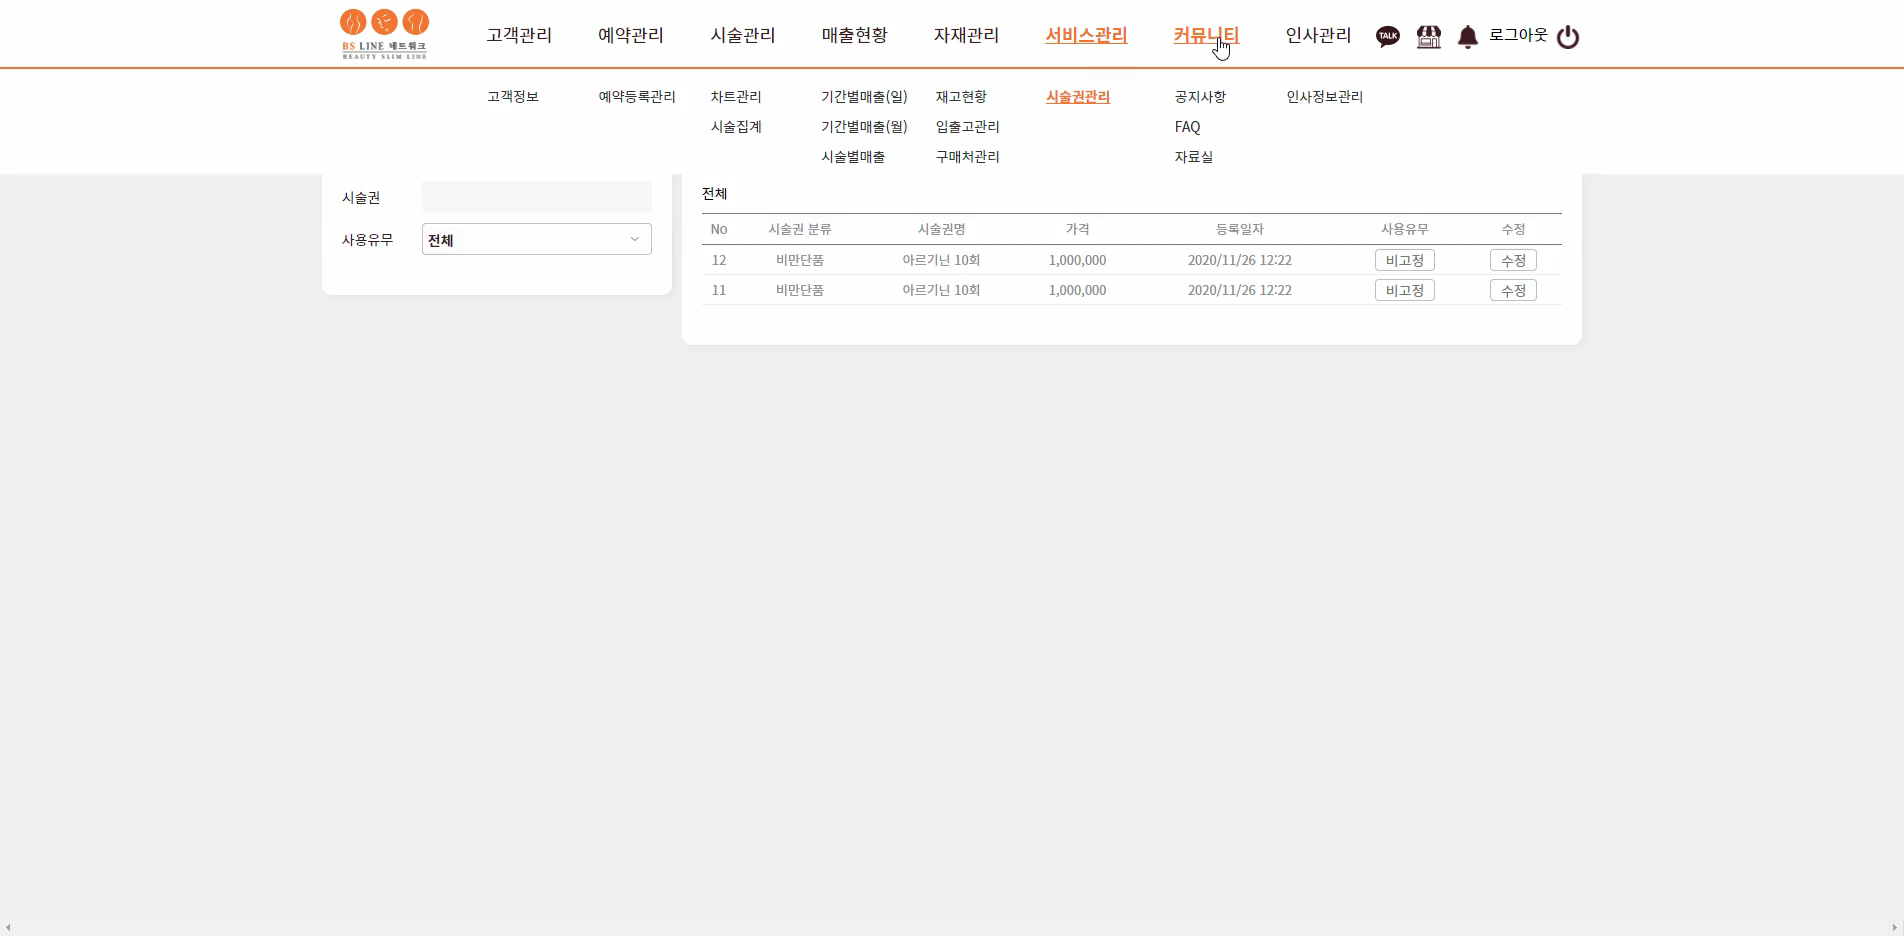 BS LINE 네트워크
BEAUTY SLIM LINE
고객관리 예약관리 시술관리 매출현황 자재관리 서비스관리 커뮤니티 인사관리 TALK 로그아웃
고객정보 예약등록관리 차트관리 기간별매출(일) 재고현황 시술권관리 공지사항 인사정보관리
시술집계 기간별매출(월) 입출고관리 FAQ
시술별매출 구매처관리 자료실
시술권
사용유무 전체
전체
No 시술권 분류 시술권명 가격 등록일자 사용유무 수정
12 비만단품 아르기닌 10회 1,000,000 2020/11/26 12:22 비고정 수정
11 비만단품 아르기닌 10회 1,000,000 2020/11/26 12:22 비고정 수정